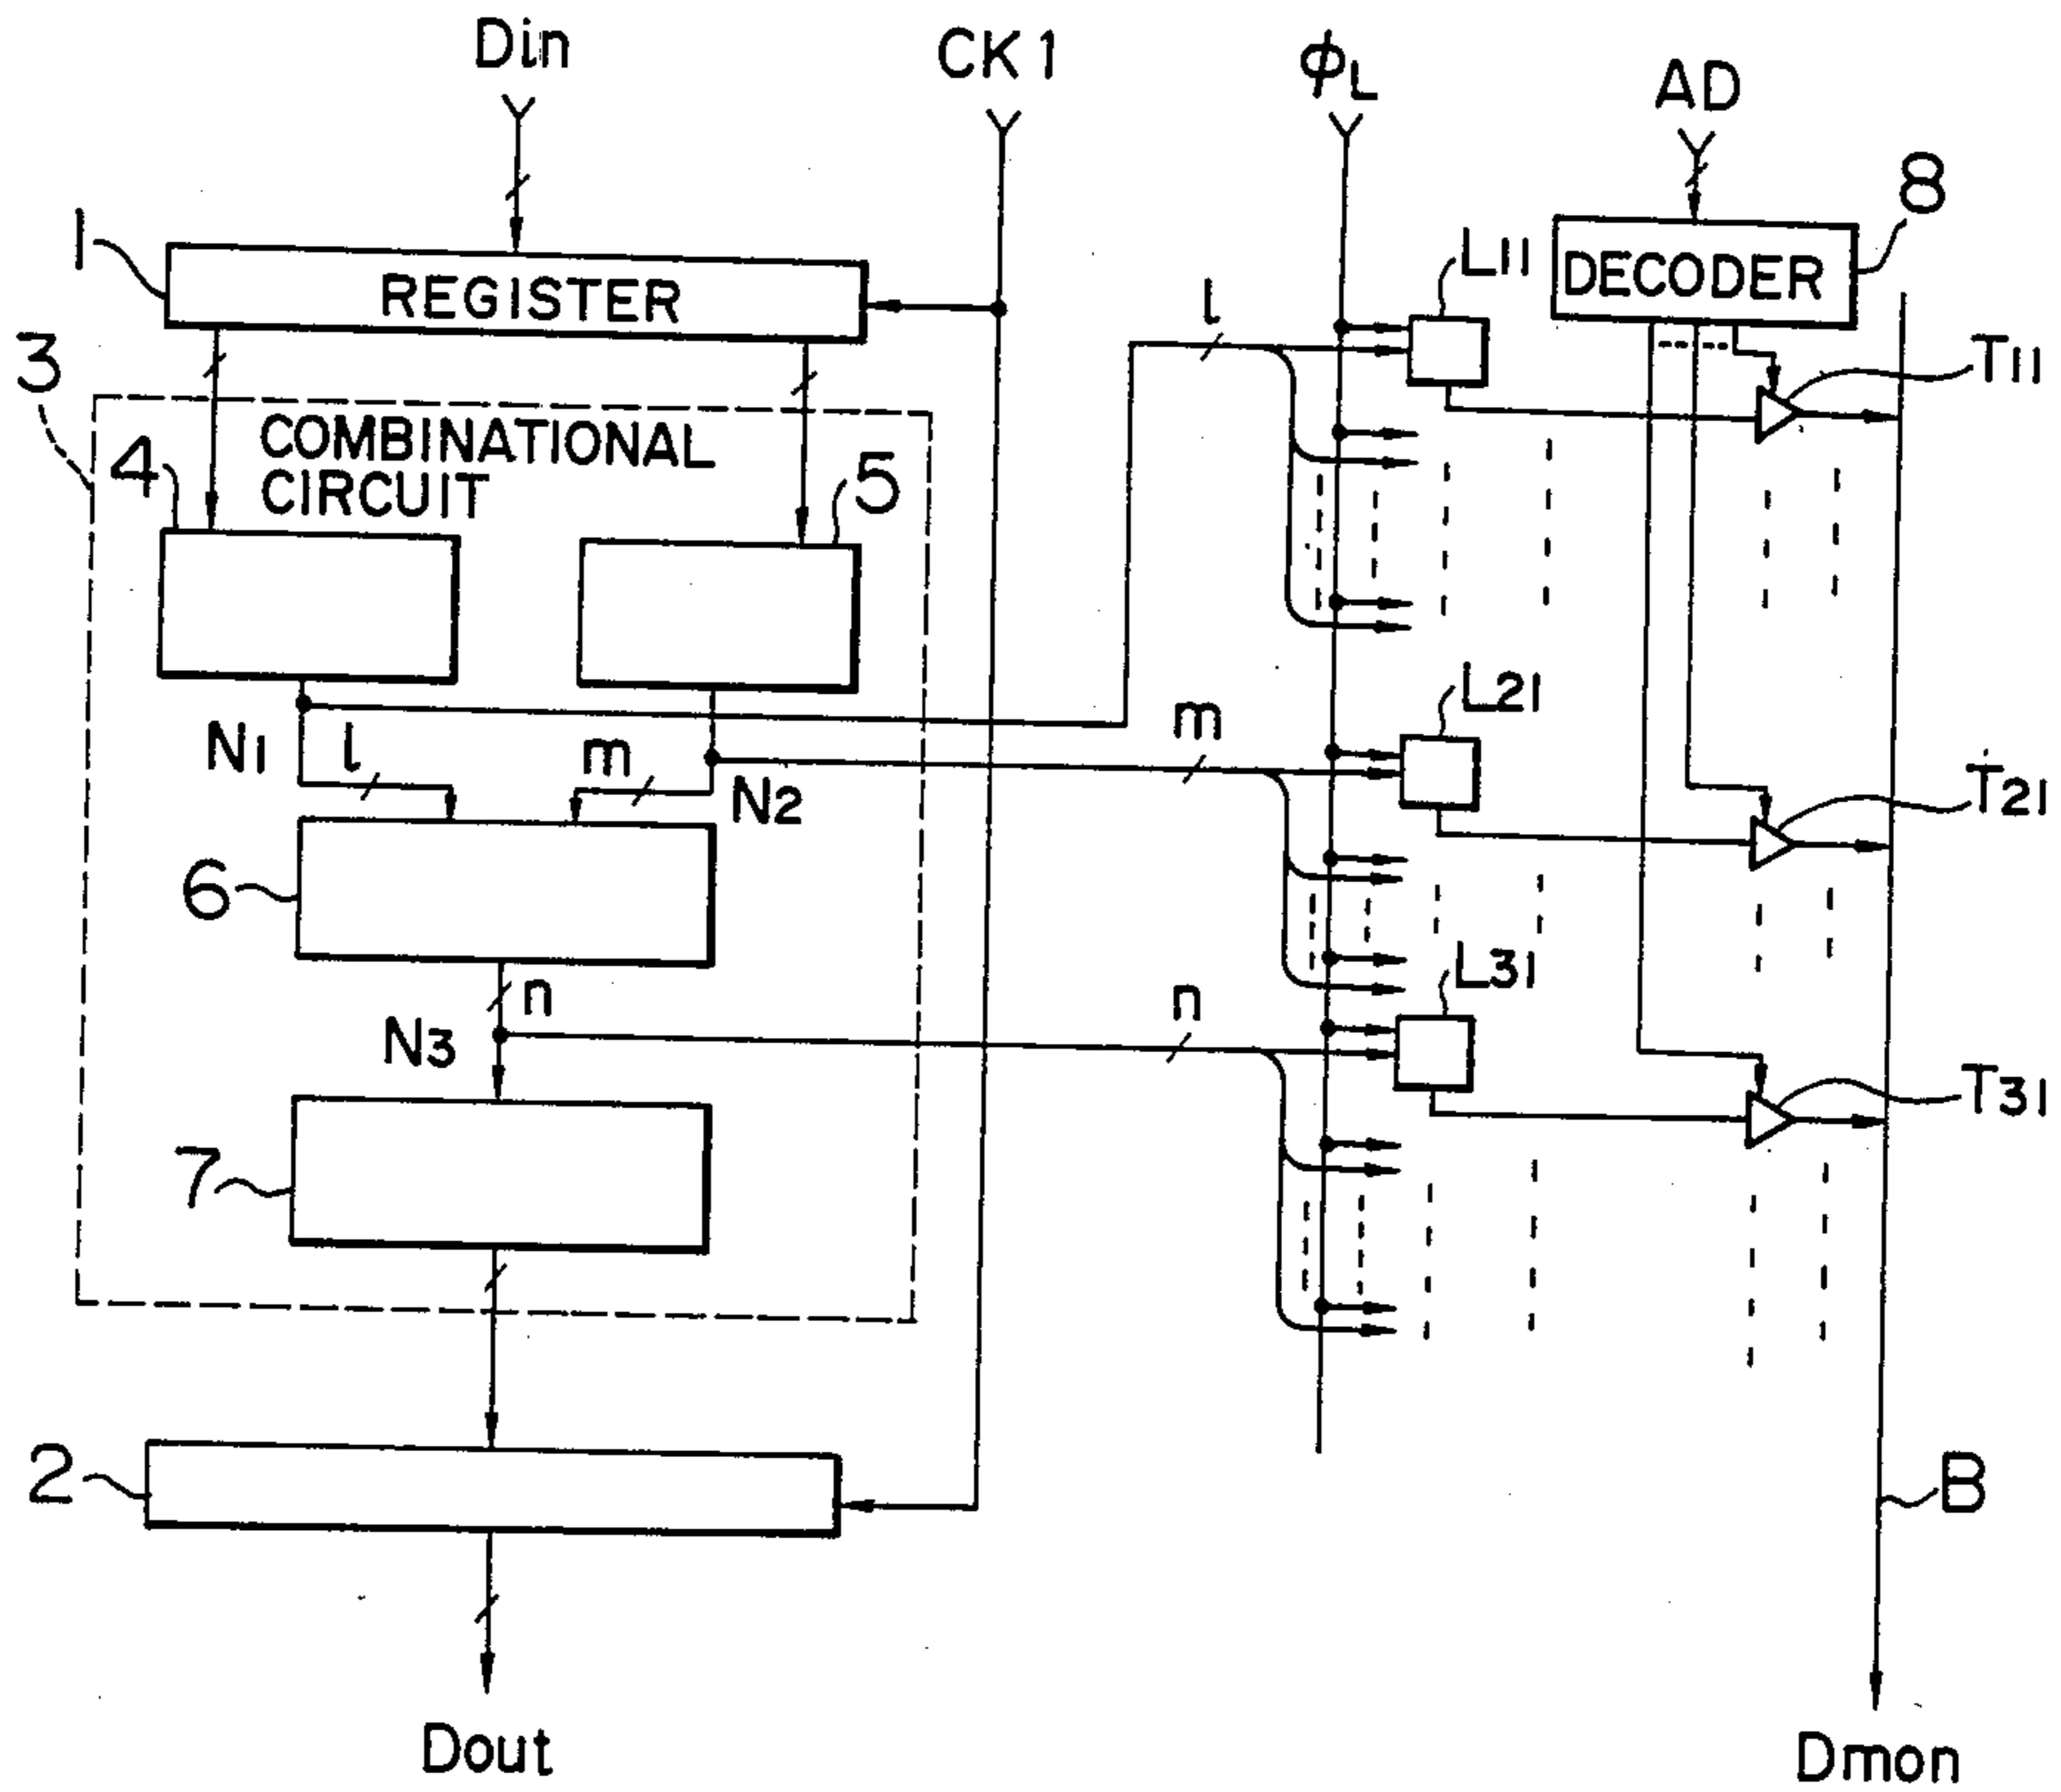 Din
CK1
ϕL
AD
8
1
REGISTER
l
L11
DECODER
T11
3
COMBINATIONAL
CIRCUIT
4
5
m
L21
N1
l
m
N2
T21
6
n
n
L31
N3
T31
7
2
B
Dout
Dmon